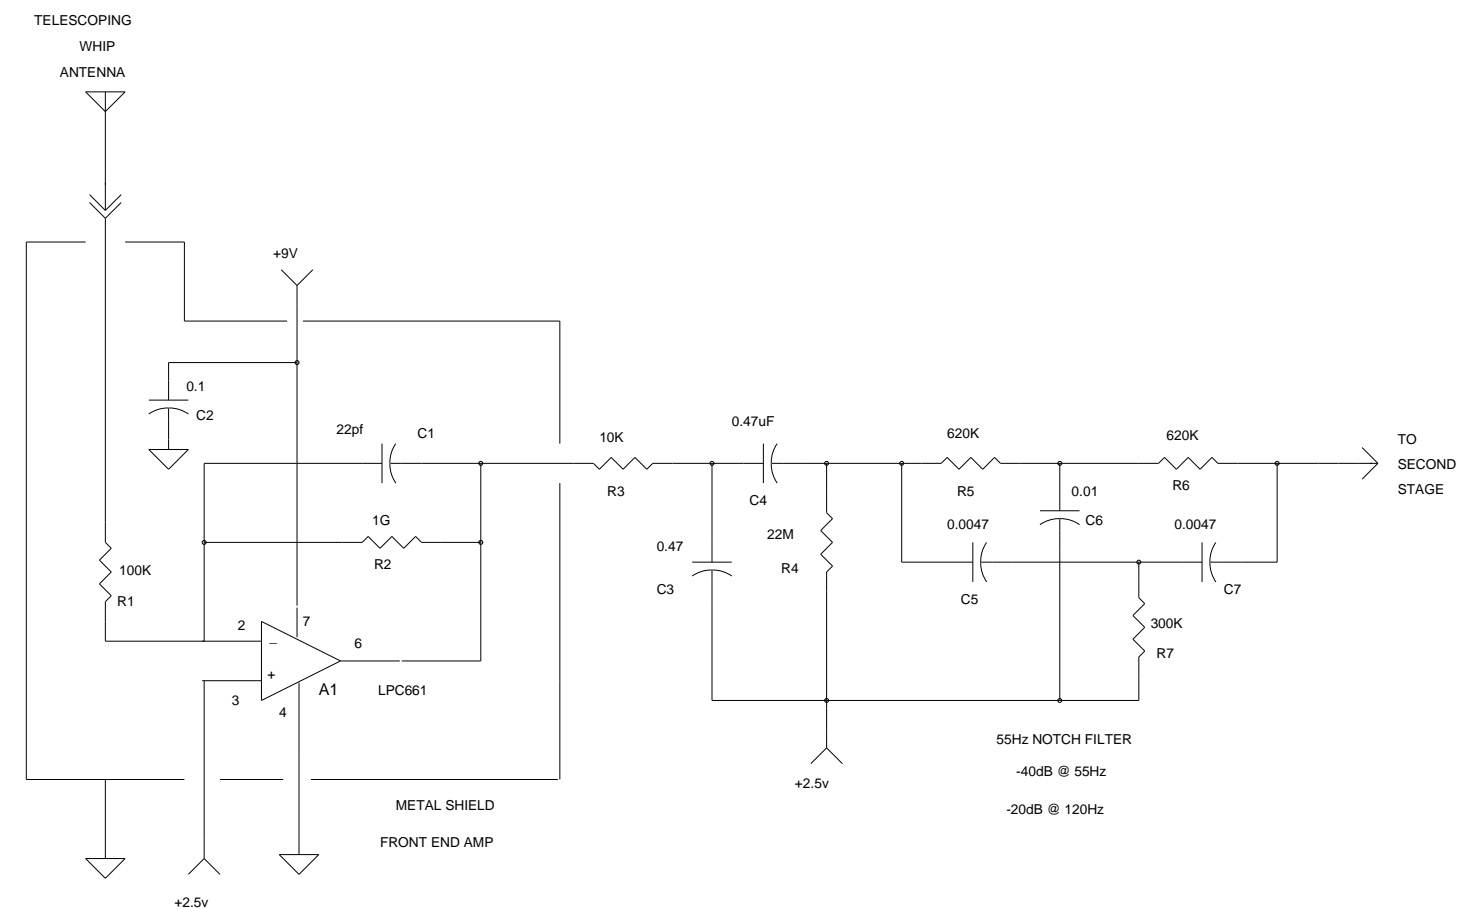 TELESCOPING
WHIP
ANTENNA
+9V
0.1
C2
22pf
C1
1G
R2
100K
R1
2
7
6
3
4
+
A1
LPC661
10K
R3
0.47uF
C4
0.47
C3
22M
R4
620K
R5
0.01
C6
620K
R6
0.0047
C5
0.0047
C7
300K
R7
TO
SECOND
STAGE
+2.5v
55Hz NOTCH FILTER
-40dB @ 55Hz
-20dB @ 120Hz
METAL SHIELD
FRONT END AMP
+2.5v